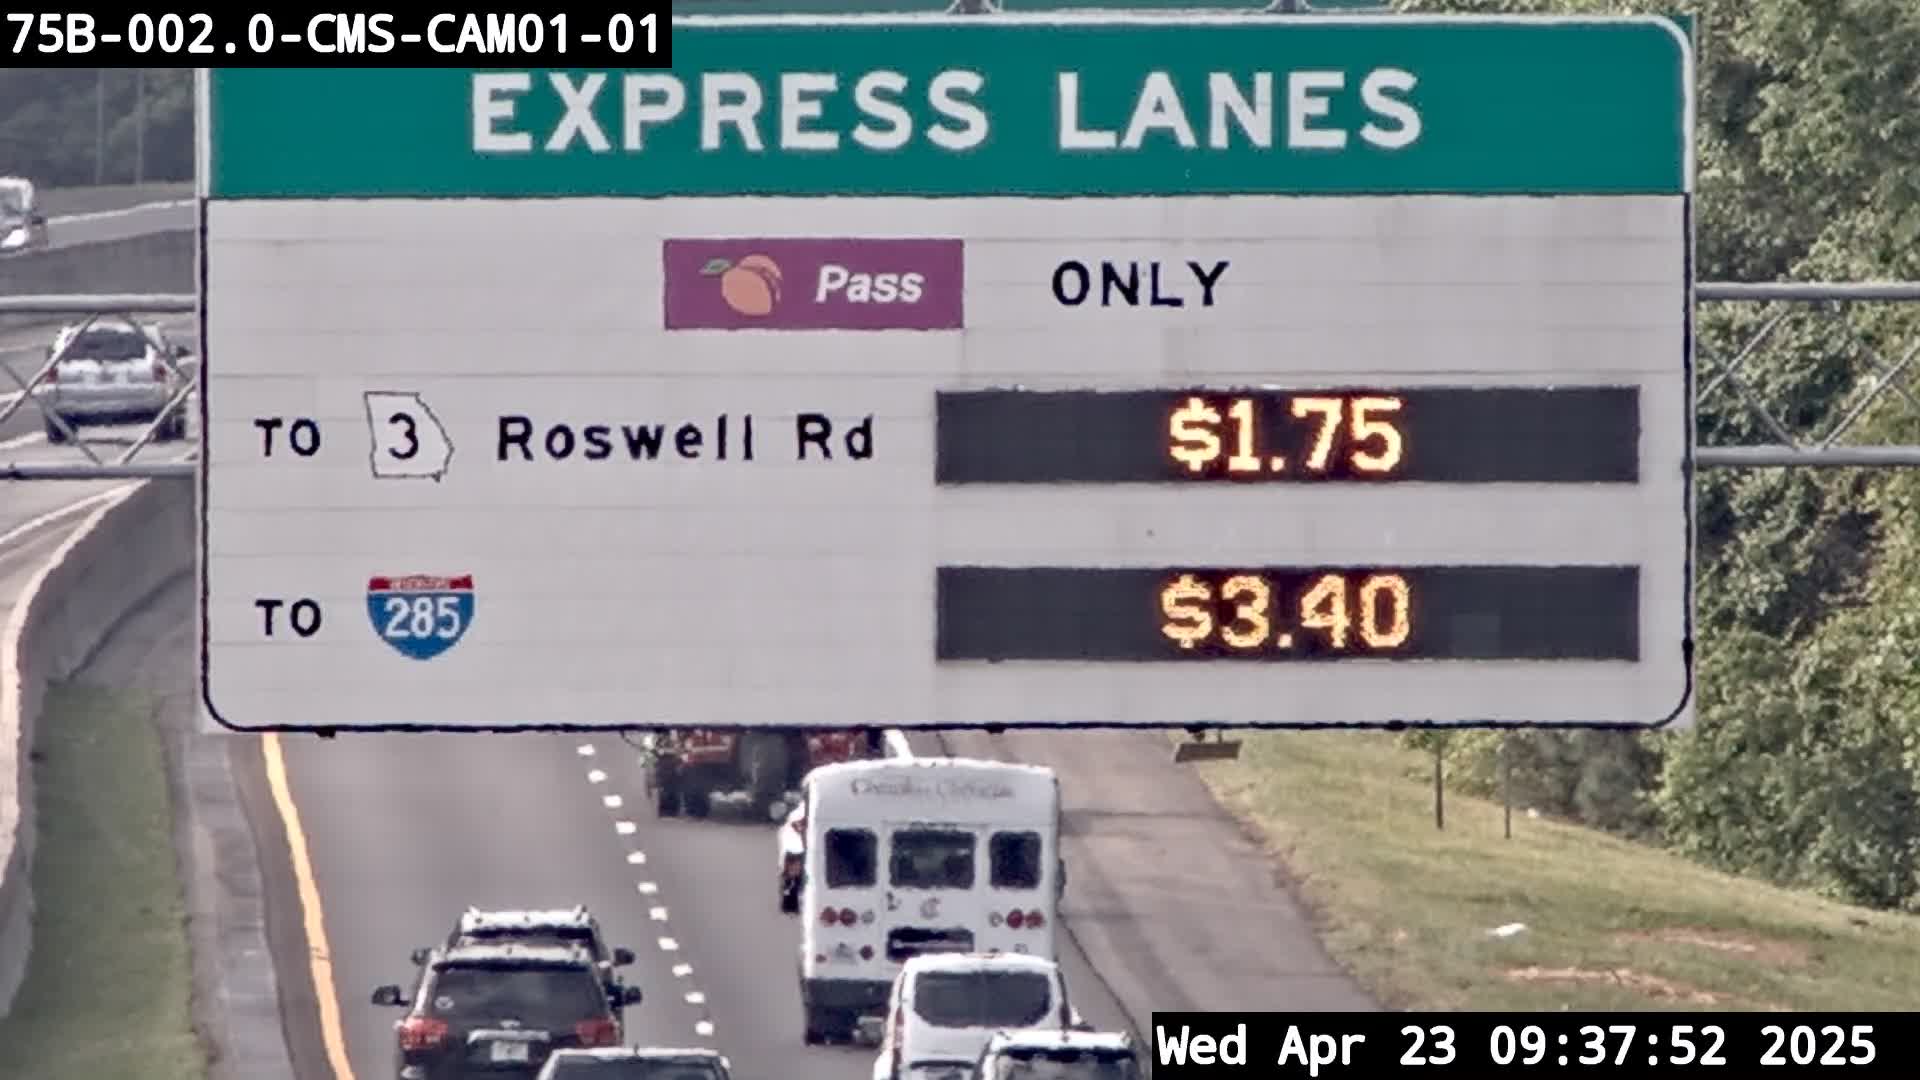 75B-002.0-CMS-CAM01-01
EXPRESS LANES
Pass ONLY
TO 3 Roswell Rd $1.75
TO 285 $3.40
Wed Apr 23 09:37:52 2025